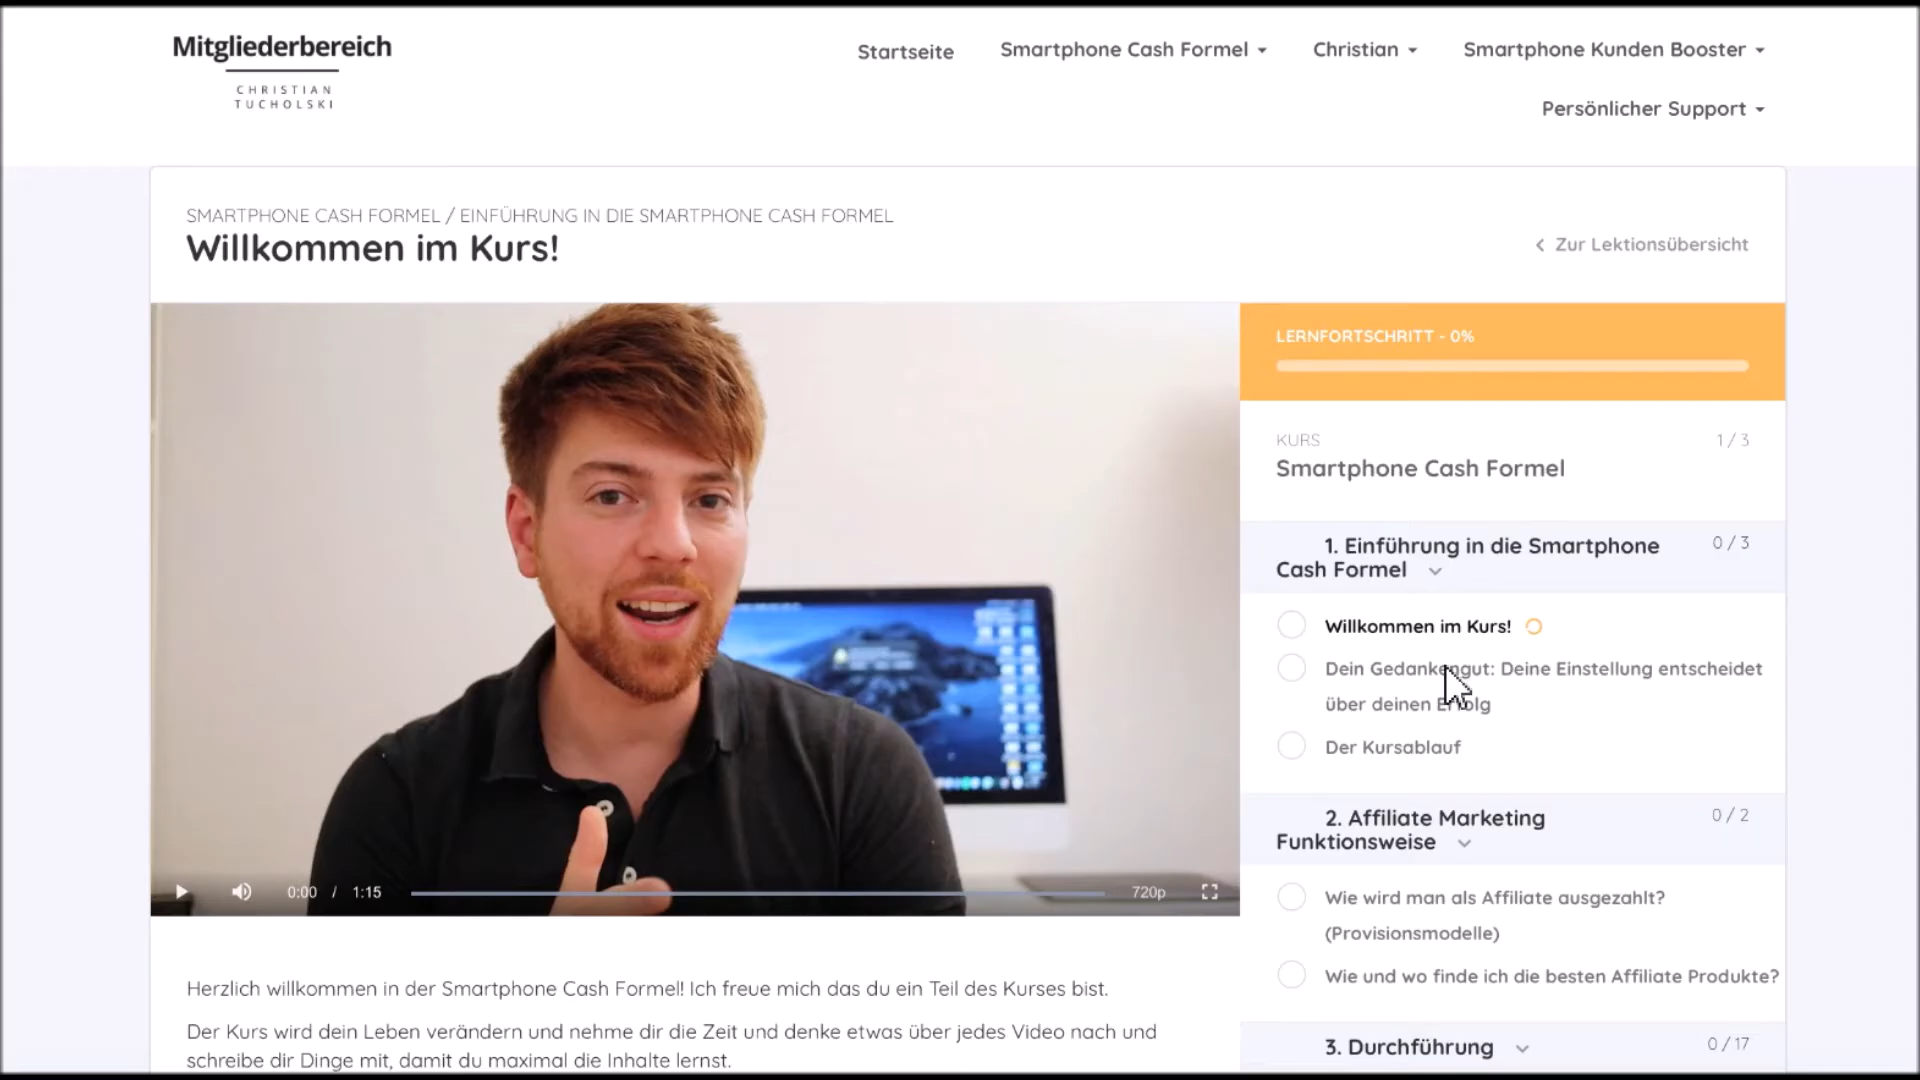 Mitgliederbereich
CHRISTIAN
TUCHOLSKI
Startseite
Smartphone Cash Formel
Christian
Smartphone Kunden Booster
Persönlicher Support
SMARTPHONE CASH FORMEL / EINFÜHRUNG IN DIE SMARTPHONE CASH FORMEL
Willkommen im Kurs!
Zur Lektionsübersicht
0:00 / 1:15
720p
Herzlich willkommen in der Smartphone Cash Formel! Ich freue mich das du ein Teil des Kurses bist.
Der Kurs wird dein Leben verändern und nehme dir die Zeit und denke etwas über jedes Video nach und
schreibe dir Dinge mit, damit du maximal die Inhalte lernst.
LERNFORTSCHRITT - 0%
KURS
1 / 3
Smartphone Cash Formel
1. Einführung in die Smartphone
0 / 3
Cash Formel
Willkommen im Kurs!
Dein Gedankengut: Deine Einstellung entscheidet
über deinen Erfolg
Der Kursablauf
2. Affiliate Marketing
0 / 2
Funktionsweise
Wie wird man als Affiliate ausgezahlt?
(Provisionsmodelle)
Wie und wo finde ich die besten Affiliate Produkte?
3. Durchführung
0 / 17